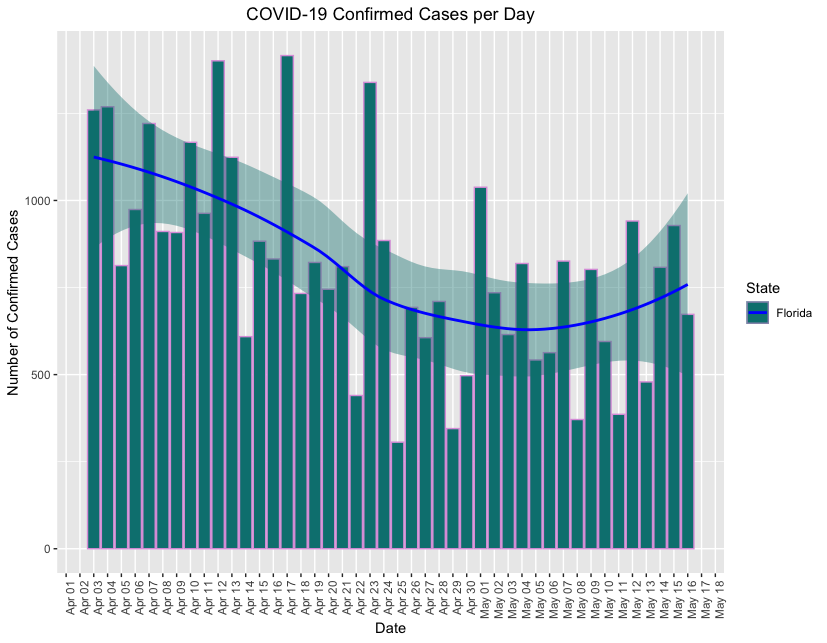 COVID-19 Confirmed Cases per Day
Number of Confirmed Cases
1000
500
0
Apr 01
Apr 02
Apr 03
Apr 04
Apr 05
Apr 06
Apr 07
Apr 08
Apr 09
Apr 10
Apr 11
Apr 12
Apr 13
Apr 14
Apr 15
Apr 16
Apr 17
Apr 18
Apr 19
Apr 20
Apr 21
Apr 22
Apr 23
Apr 24
Apr 25
Apr 26
Apr 27
Apr 28
Apr 29
Apr 30
May 01
May 02
May 03
May 04
May 05
May 06
May 07
May 08
May 09
May 10
May 11
May 12
May 13
May 14
May 15
May 16
May 17
May 18
Date
State
Florida